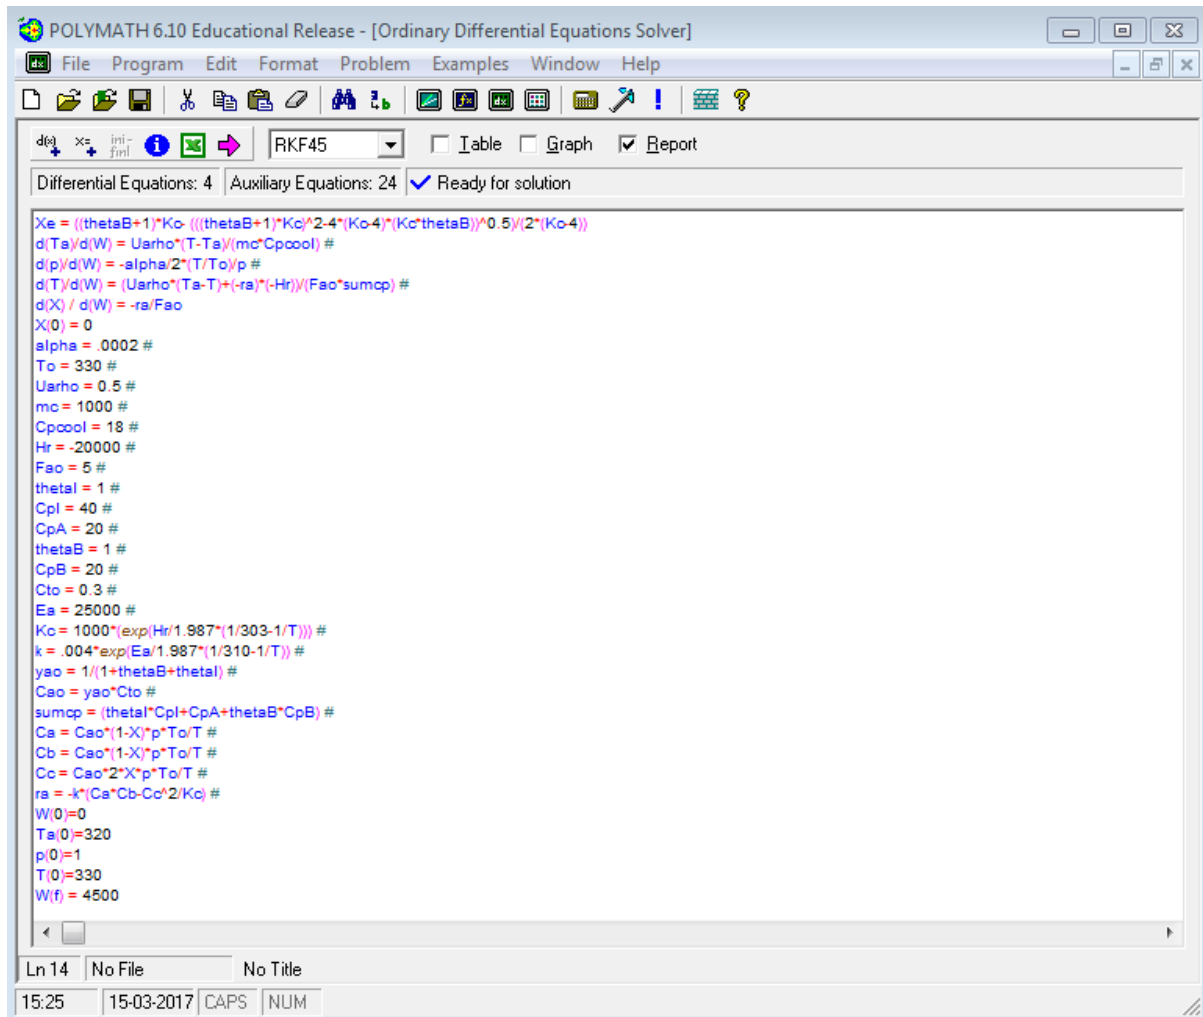 POLYMATH 6.10 Educational Release - [Ordinary Differential Equations Solver]
File Program Edit Format Problem Examples Window Help
d(x) x= ini- finl RKF45 Table Graph Report
Differential Equations: 4 Auxiliary Equations: 24 Ready for solution
Xe = ((thetaB+1)*Kc- (((thetaB+1)*Kc)^2-4*(Kc-4)*(Kc*thetaB))^0.5)/(2*(Kc-4))
d(Ta)/d(W) = Uarho*(T-Ta)/(mc*Cpcool) #
d(p)/d(W) = -alpha/2*(T/To)/p #
d(T)/d(W) = (Uarho*(Ta-T)+(-ra)*(-Hr))/(Fao*sumcp) #
d(X) / d(W) = -ra/Fao
X(0) = 0
alpha = .0002 #
To = 330 #
Uarho = 0.5 #
mc = 1000 #
Cpcool = 18 #
Hr = -20000 #
Fao = 5 #
thetaI = 1 #
CpI = 40 #
CpA = 20 #
thetaB = 1 #
CpB = 20 #
Cto = 0.3 #
Ea = 25000 #
Kc = 1000*(exp(Hr/1.987*(1/303-1/T))) #
k = .004*exp(Ea/1.987*(1/310-1/T)) #
yao = 1/(1+thetaB+thetaI) #
Cao = yao*Cto #
sumcp = (thetaI*CpI+CpA+thetaB*CpB) #
Ca = Cao*(1-X)*p*To/T #
Cb = Cao*(1-X)*p*To/T #
Cc = Cao*2*X*p*To/T #
ra = -k*(Ca*Cb-Cc^2/Kc) #
W(0)=0
Ta(0)=320
p(0)=1
T(0)=330
W(f) = 4500
Ln 14 No File No Title
15:25 15-03-2017 CAPS NUM